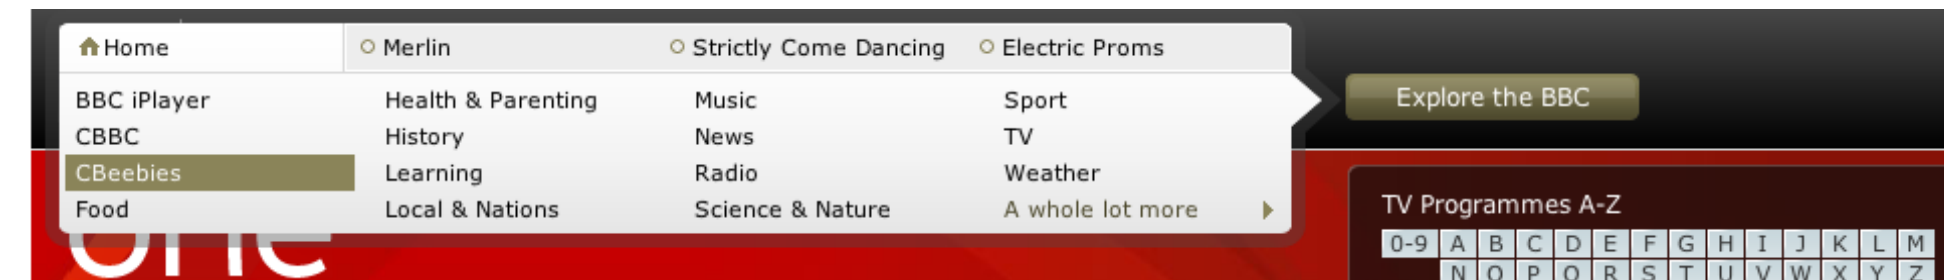 Home Merlin Strictly Come Dancing Electric Proms
BBC iPlayer Health & Parenting Music Sport
CBBC History News TV
CBeebies Learning Radio Weather
Food Local & Nations Science & Nature A whole lot more
Explore the BBC
one
TV Programmes A-Z
0-9 A B C D E F G H I J K L M
N O P Q R S T U V W X Y Z